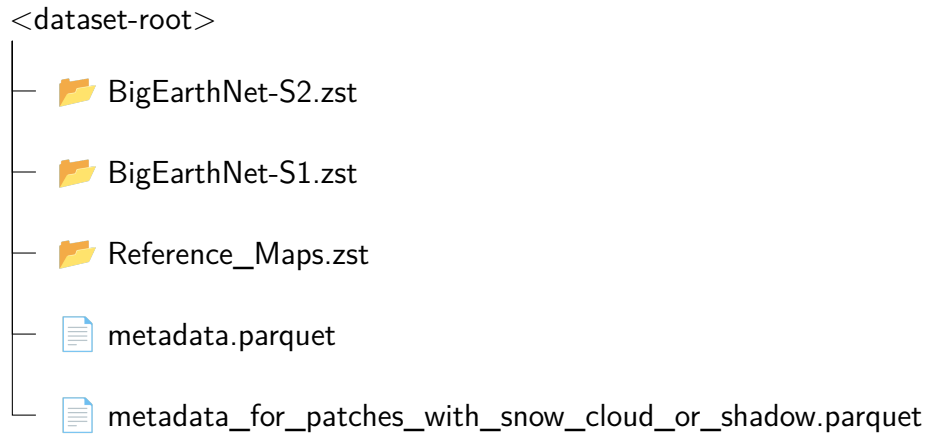 <dataset-root>
BigEarthNet-S2.zst
BigEarthNet-S1.zst
Reference_Maps.zst
metadata.parquet
metadata_for_patches_with_snow_cloud_or_shadow.parquet